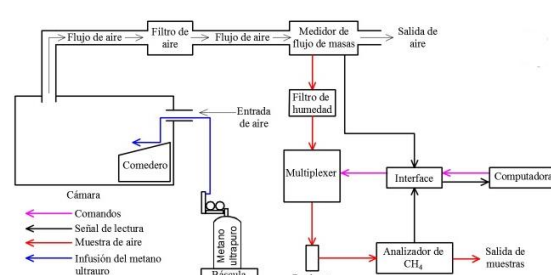 Flujo de aire
Filtro de
aire
Flujo de aire
Medidor de
flujo de masas
Salida de
aire
Filtro de
humedad
Entrada
de aire
Comedero
Multiplexer
Interface
Computadora
Cámara
Comandos
Señal de lectura
Muestra de aire
Infusión del metano
ultrauro
Metano
ultrapuro
Báscula
Analizador de
CH4
Salida de
muestras